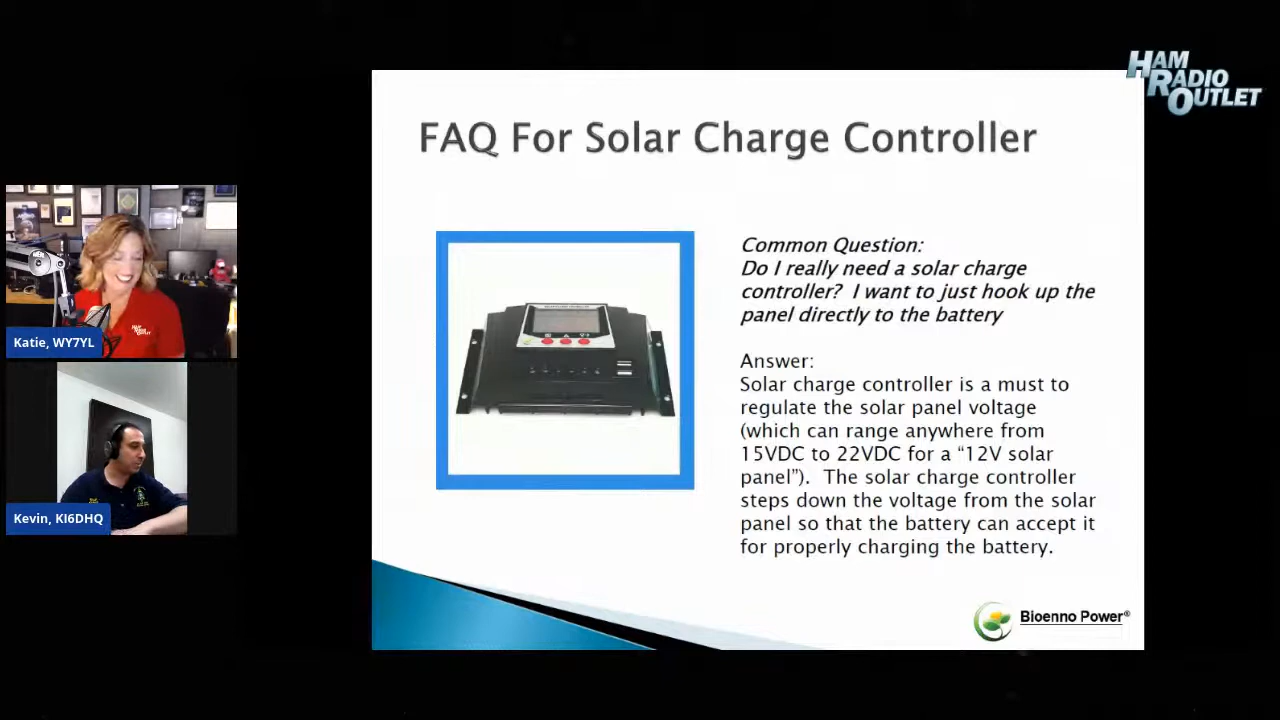 HAM
RADIO
OUTLET
FAQ For Solar Charge Controller
Common Question:
Do I really need a solar charge
controller?  I want to just hook up the
panel directly to the battery
Answer:
Solar charge controller is a must to
regulate the solar panel voltage
(which can range anywhere from
15VDC to 22VDC for a “12V solar
panel”).  The solar charge controller
steps down the voltage from the solar
panel so that the battery can accept it
for properly charging the battery.
Bioenno Power®
HAM
RADIO
OUTLET
Katie, WY7YL
Kevin, KI6DHQ